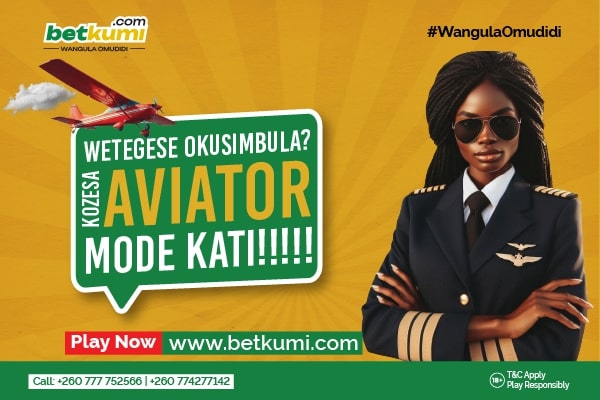 betkumi.com
WANGULA OMUDIDI
#WangulaOmudidi
WETEGESE OKUSIMBULA?
KOZESA
AVIATOR
MODE KATI!!!!!
Play Now www.betkumi.com
Call: +260 777 752566 | +260 774277142
18+
T&C Apply
Play Responsibly